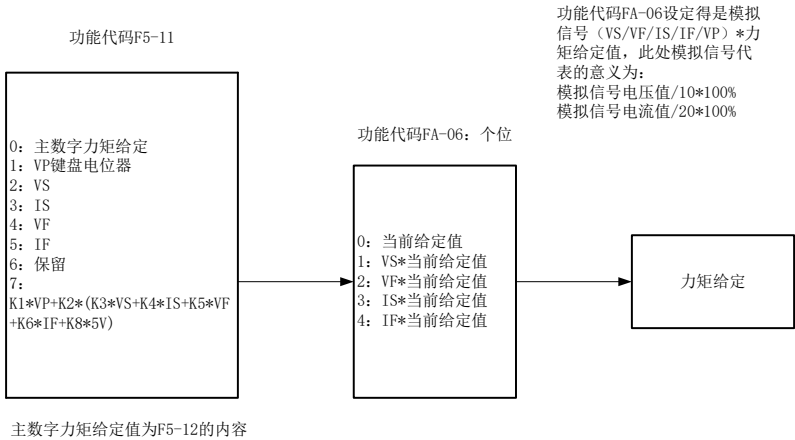 功能代码F5-11
0：主数字力矩给定
1：VP键盘电位器
2：VS
3：IS
4：VF
5：IF
6：保留
7：
K1*VP+K2*(K3*VS+K4*IS+K5*VF
+K6*IF+K8*5V)
主数字力矩给定值为F5-12的内容
功能代码FA-06：个位
0：当前给定值
1：VS*当前给定值
2：VF*当前给定值
3：IS*当前给定值
4：IF*当前给定值
功能代码FA-06设定得是模拟
信号（VS/VF/IS/IF/VP）*力
矩给定值，此处模拟信号代
表的意义为：
模拟信号电压值/10*100%
模拟信号电流值/20*100%
力矩给定